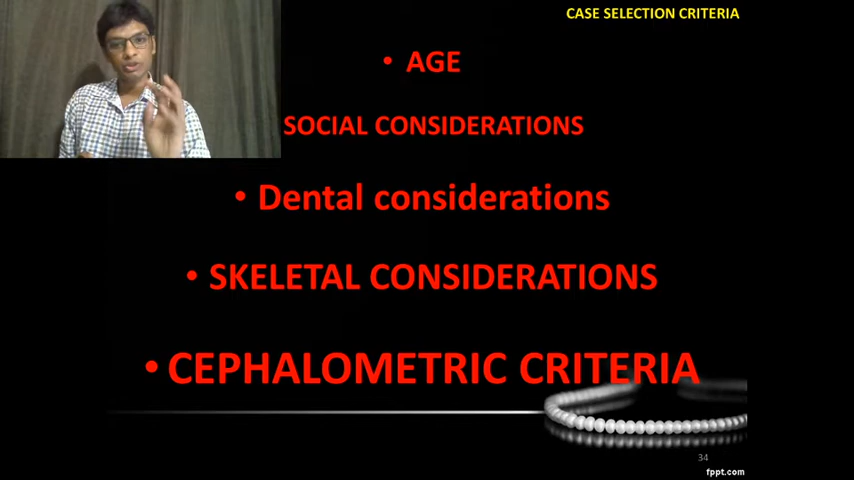 CASE SELECTION CRITERIA
• AGE
SOCIAL CONSIDERATIONS
• Dental considerations
• SKELETAL CONSIDERATIONS
• CEPHALOMETRIC CRITERIA
34
fppt.com